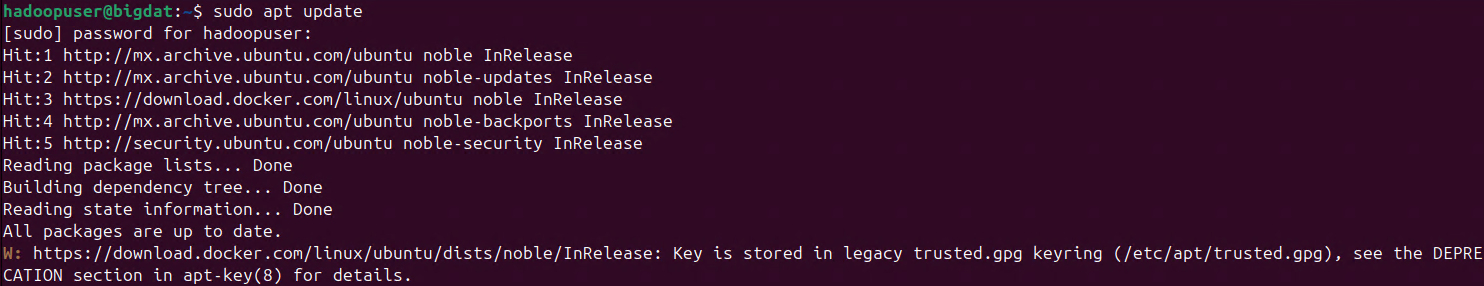 hadoopuser@bigdat:~$ sudo apt update
[sudo] password for hadoopuser:
Hit:1 http://mx.archive.ubuntu.com/ubuntu noble InRelease
Hit:2 http://mx.archive.ubuntu.com/ubuntu noble-updates InRelease
Hit:3 https://download.docker.com/linux/ubuntu noble InRelease
Hit:4 http://mx.archive.ubuntu.com/ubuntu noble-backports InRelease
Hit:5 http://security.ubuntu.com/ubuntu noble-security InRelease
Reading package lists... Done
Building dependency tree... Done
Reading state information... Done
All packages are up to date.
W: https://download.docker.com/linux/ubuntu/dists/noble/InRelease: Key is stored in legacy trusted.gpg keyring (/etc/apt/trusted.gpg), see the DEPRE
CATION section in apt-key(8) for details.